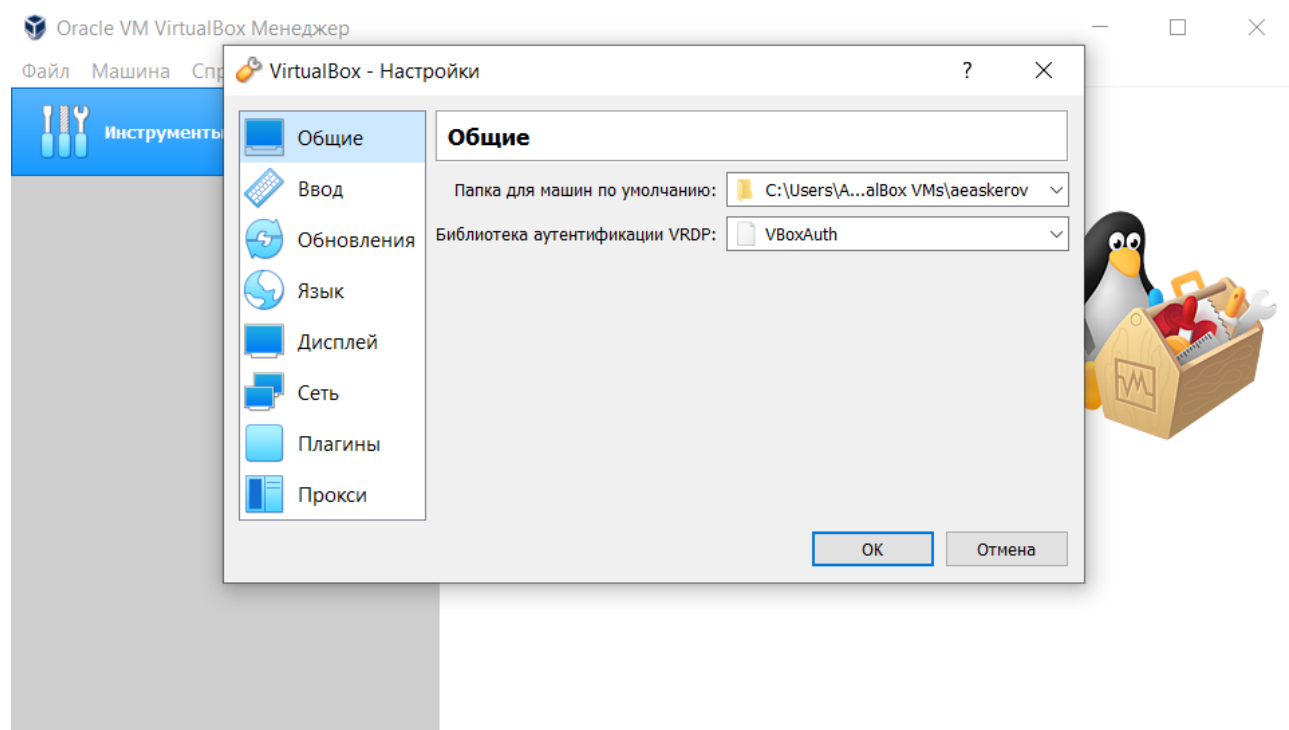 Oracle VM VirtualBox Менеджер
Файл Машина Спр
VirtualBox - Настройки ?
Инструменты
Общие
Ввод
Обновления
Язык
Дисплей
Сеть
Плагины
Прокси
Общие
Папка для машин по умолчанию: C:\Users\A...alBox VMs\aeaskerov
Библиотека аутентификации VRDP: VBoxAuth
OK Отмена